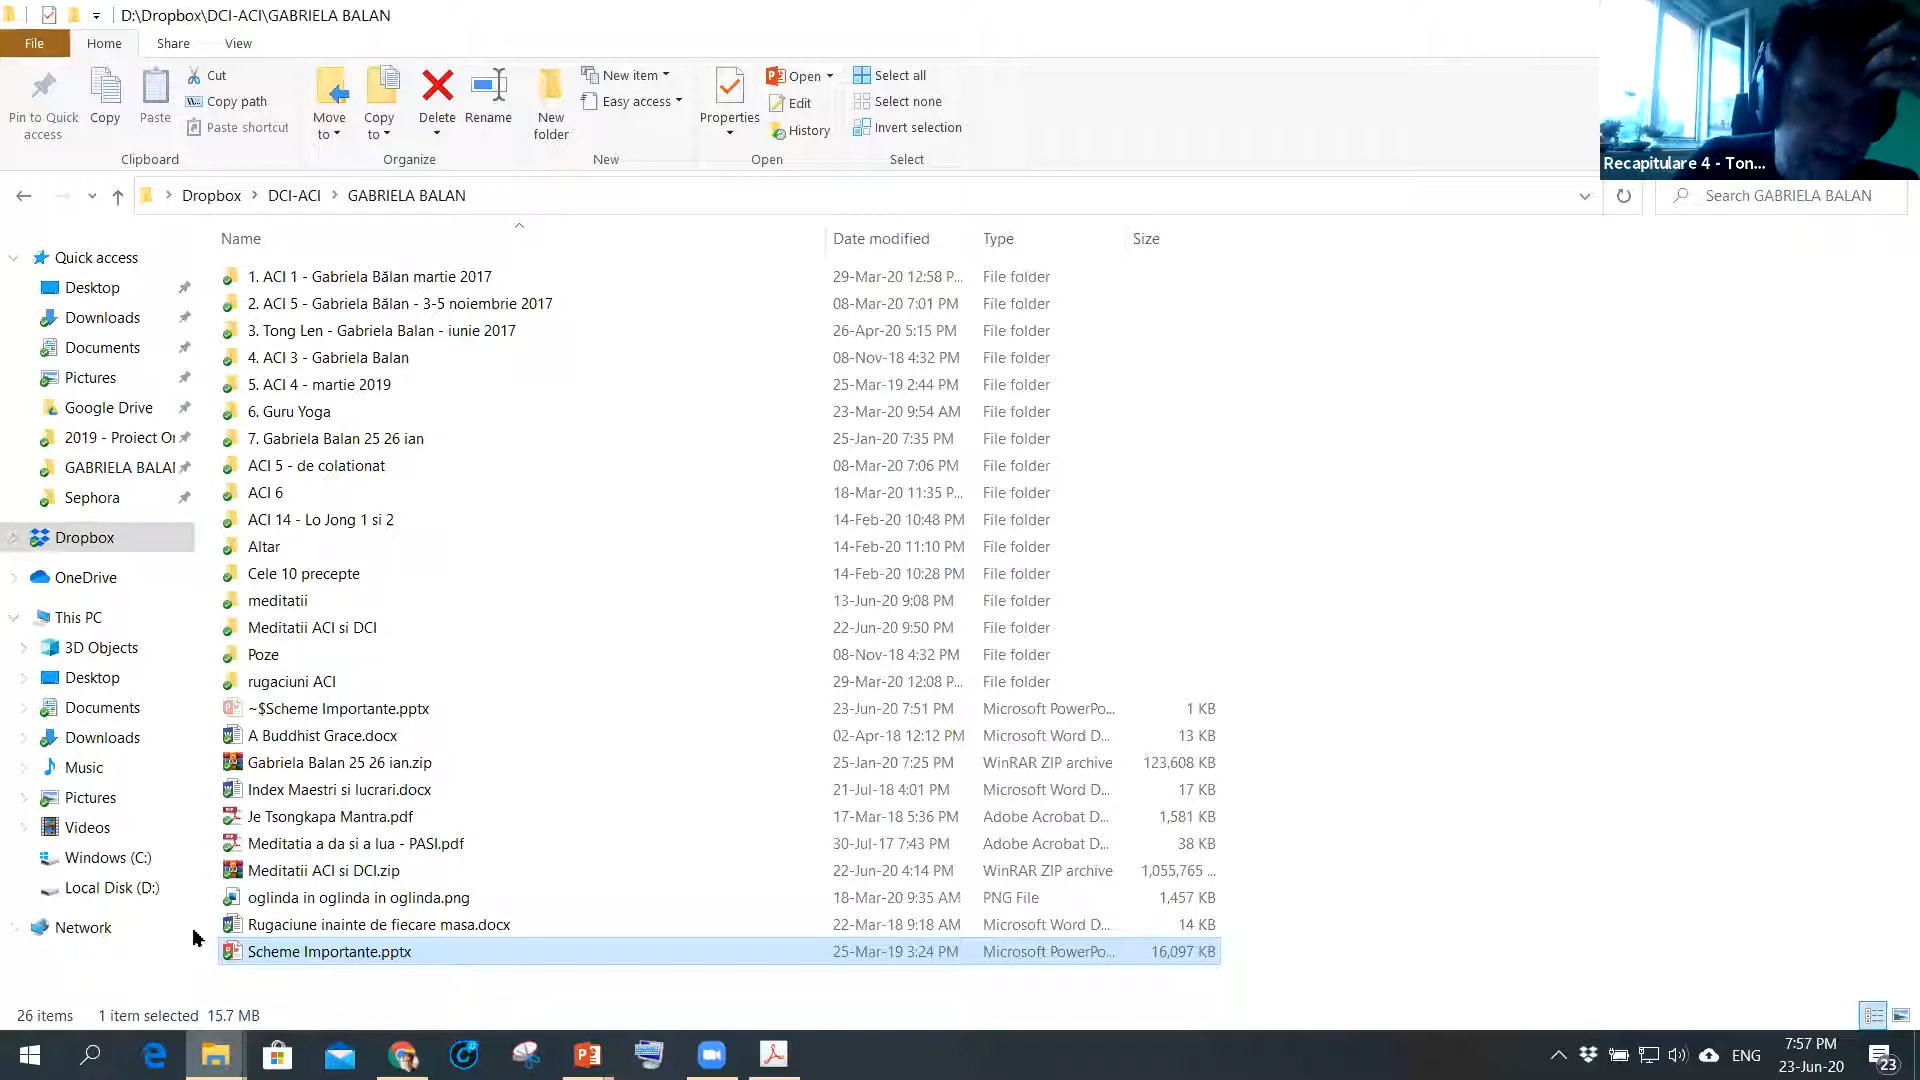 D:\Dropbox\DCI-ACI\GABRIELA BALAN
File Home Share View
Pin to Quick access
Copy
Paste
Cut
Copy path
Paste shortcut
Clipboard
Move to
Copy to
Delete
Rename
Organize
New folder
New item
Easy access
New
Properties
Open
Edit
History
Open
Select all
Select none
Invert selection
Select
Recapitulare 4 - Ton...
Dropbox DCI-ACI GABRIELA BALAN
Search GABRIELA BALAN
Quick access
Desktop
Downloads
Documents
Pictures
Google Drive
2019 - Proiect Or
GABRIELA BALAN
Sephora
Dropbox
OneDrive
This PC
3D Objects
Desktop
Documents
Downloads
Music
Pictures
Videos
Windows (C:)
Local Disk (D:)
Network
Name Date modified Type Size
1. ACI 1 - Gabriela Bălan martie 2017 29-Mar-20 12:58 P... File folder
2. ACI 5 - Gabriela Bălan - 3-5 noiembrie 2017 08-Mar-20 7:01 PM File folder
3. Tong Len - Gabriela Balan - iunie 2017 26-Apr-20 5:15 PM File folder
4. ACI 3 - Gabriela Balan 08-Nov-18 4:32 PM File folder
5. ACI 4 - martie 2019 25-Mar-19 2:44 PM File folder
6. Guru Yoga 23-Mar-20 9:54 AM File folder
7. Gabriela Balan 25 26 ian 25-Jan-20 7:35 PM File folder
ACI 5 - de colationat 08-Mar-20 7:06 PM File folder
ACI 6 18-Mar-20 11:35 P... File folder
ACI 14 - Lo Jong 1 si 2 14-Feb-20 10:48 PM File folder
Altar 14-Feb-20 11:10 PM File folder
Cele 10 precepte 14-Feb-20 10:28 PM File folder
meditatii 13-Jun-20 9:08 PM File folder
Meditatii ACI si DCI 22-Jun-20 9:50 PM File folder
Poze 08-Nov-18 4:32 PM File folder
rugaciuni ACI 29-Mar-20 12:08 P... File folder
~$Scheme Importante.pptx 23-Jun-20 7:51 PM Microsoft PowerPo... 1 KB
A Buddhist Grace.docx 02-Apr-18 12:12 PM Microsoft Word D... 13 KB
Gabriela Balan 25 26 ian.zip 25-Jan-20 7:25 PM WinRAR ZIP archive 123,608 KB
Index Maestri si lucrari.docx 21-Jul-18 4:01 PM Microsoft Word D... 17 KB
Je Tsongkapa Mantra.pdf 17-Mar-18 5:36 PM Adobe Acrobat D... 1,581 KB
Meditatia a da si a lua - PASI.pdf 30-Jul-17 7:43 PM Adobe Acrobat D... 38 KB
Meditatii ACI si DCI.zip 22-Jun-20 4:14 PM WinRAR ZIP archive 1,055,765 ...
oglinda in oglinda in oglinda.png 18-Mar-20 9:35 AM PNG File 1,457 KB
Rugaciune inainte de fiecare masa.docx 22-Mar-18 9:18 AM Microsoft Word D... 14 KB
Scheme Importante.pptx 25-Mar-19 3:24 PM Microsoft PowerPo... 16,097 KB
26 items 1 item selected 15.7 MB
ENG
7:57 PM
23-Jun-20
23